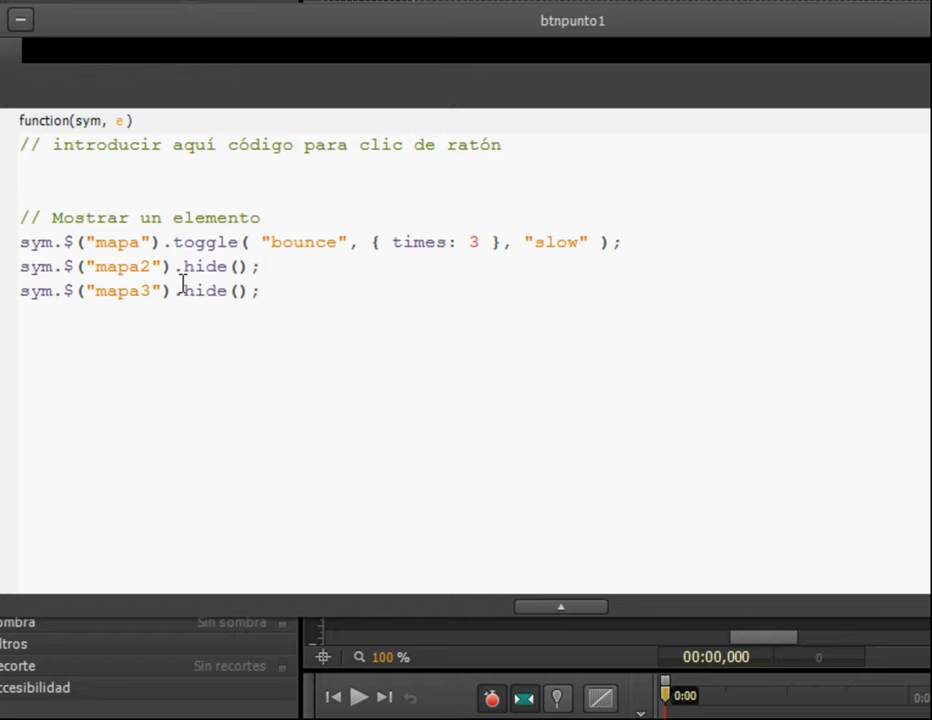 btnpunto1
function(sym, e )
// introducir aquí código para clic de ratón
// Mostrar un elemento
sym.$("mapa").toggle( "bounce", { times: 3 }, "slow" );
sym.$("mapa2").hide();
sym.$("mapa3").hide();
ombra Sin sombra
ltros
ecorte Sin recortes
ccesibilidad
100 %
00:00,000 0
0:00 0:0